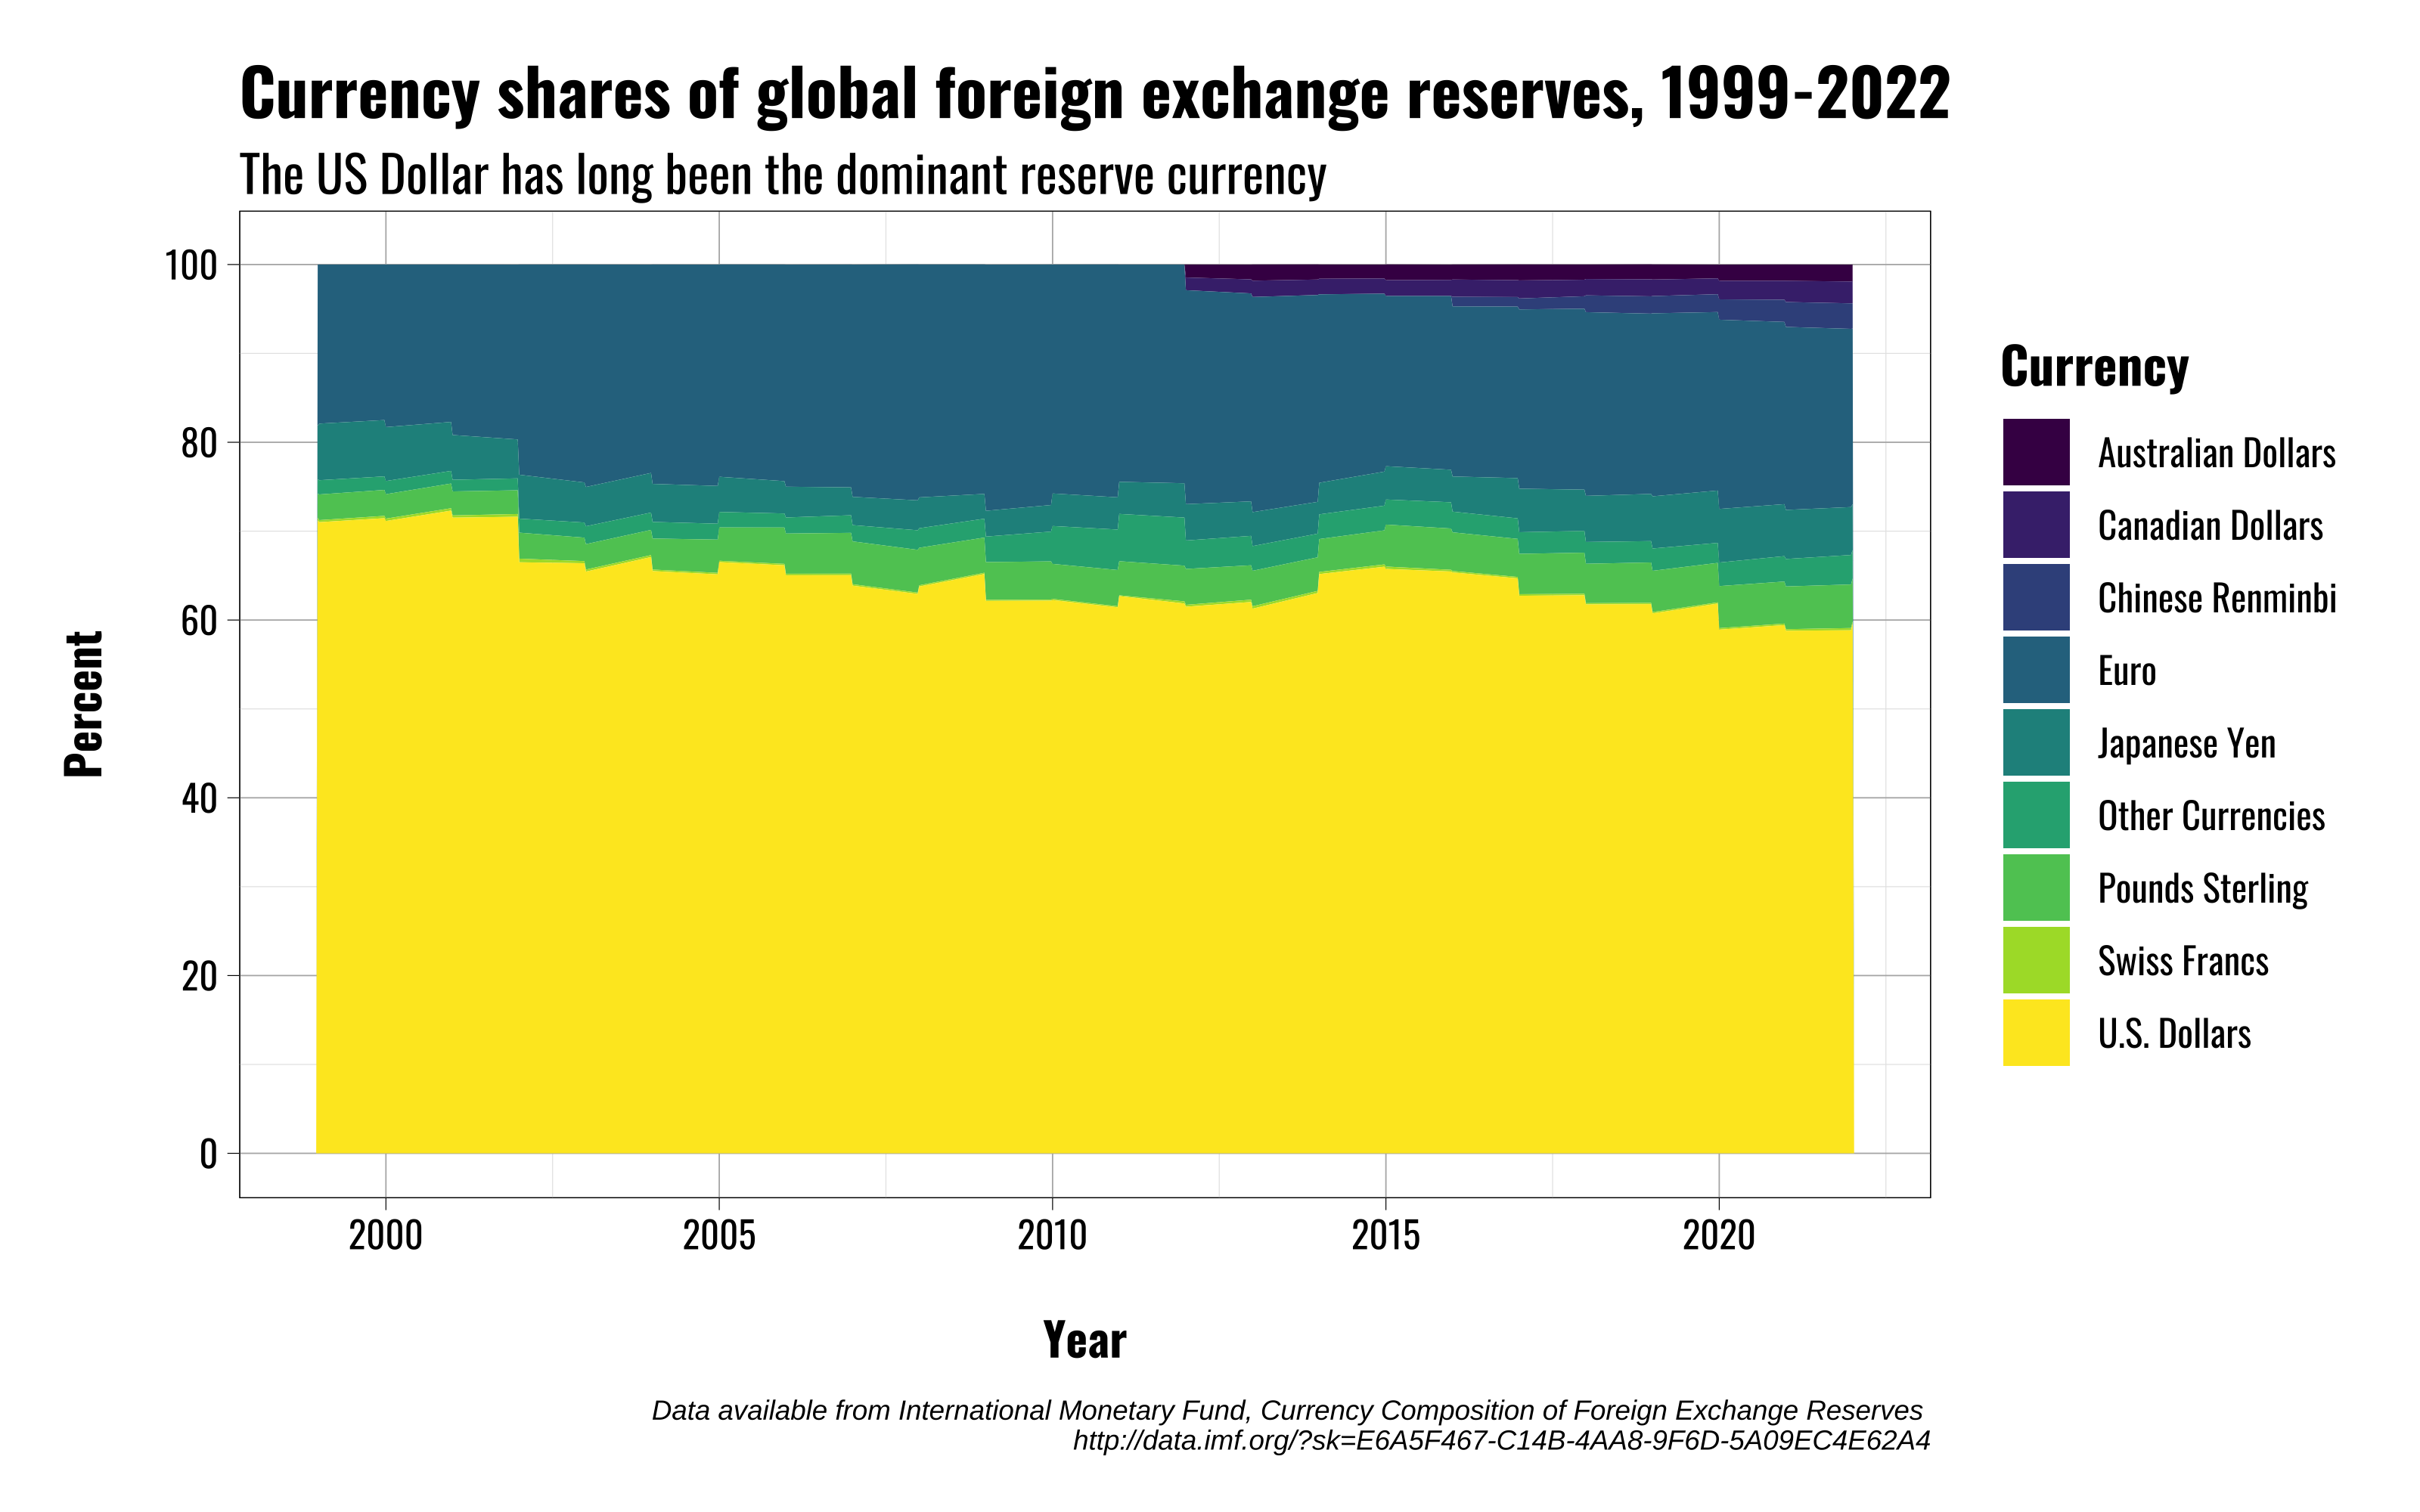 Currency shares of global foreign exchange reserves, 1999-2022
The US Dollar has long been the dominant reserve currency
Percent
100
80
60
40
20
0
2000 2005 2010 2015 2020
Year
Currency
Australian Dollars
Canadian Dollars
Chinese Renminbi
Euro
Japanese Yen
Other Currencies
Pounds Sterling
Swiss Francs
U.S. Dollars
Data available from International Monetary Fund, Currency Composition of Foreign Exchange Reserves
http://data.imf.org/?sk=E6A5F467-C14B-4AA8-9F6D-5A09EC4E62A4